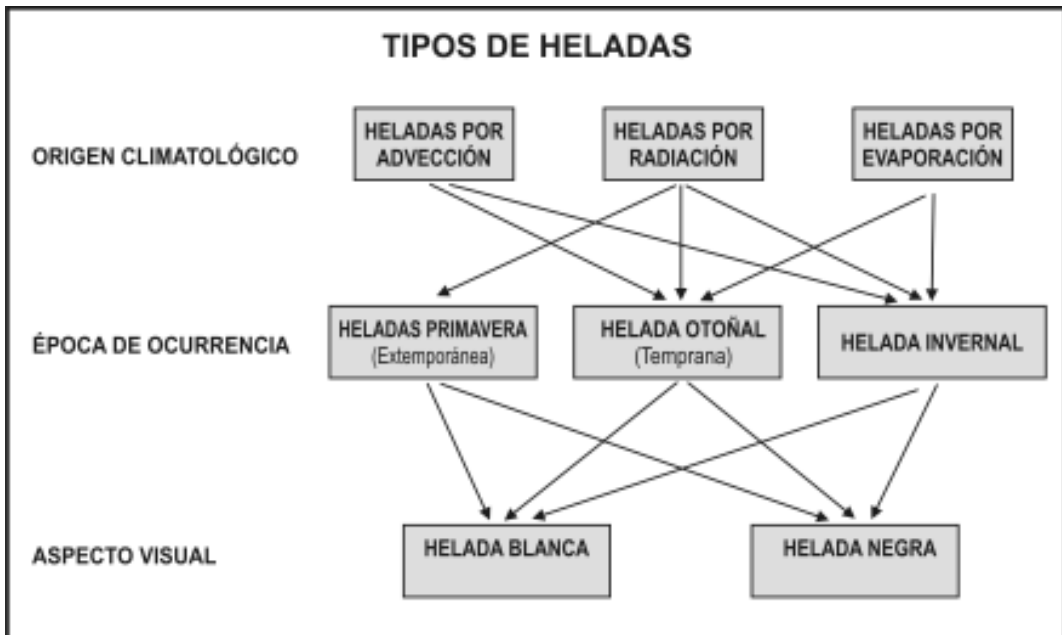 TIPOS DE HELADAS
ORIGEN CLIMATOLÓGICO
HELADAS POR
ADVECCIÓN
HELADAS POR
RADIACIÓN
HELADAS POR
EVAPORACIÓN
ÉPOCA DE OCURRENCIA
HELADAS PRIMAVERA
(Extemporánea)
HELADA OTOÑAL
(Temprana)
HELADA INVERNAL
ASPECTO VISUAL
HELADA BLANCA
HELADA NEGRA